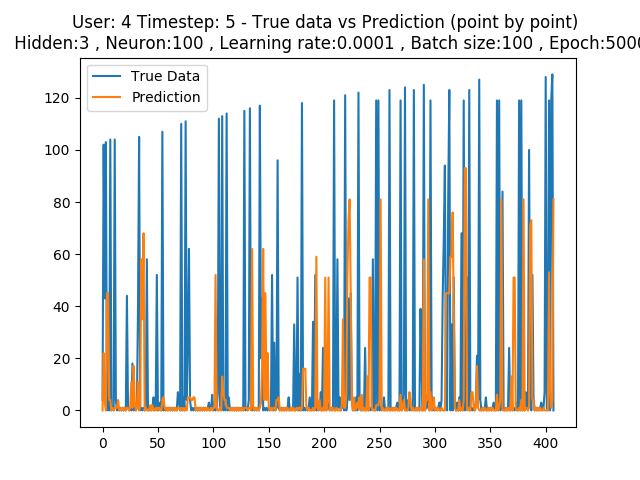 User: 4 Timestep: 5 - True data vs Prediction (point by point)
Hidden:3 , Neuron:100 , Learning rate:0.0001 , Batch size:100 , Epoch:5000
True Data
Prediction
120
100
80
60
40
20
0
0 50 100 150 200 250 300 350 400